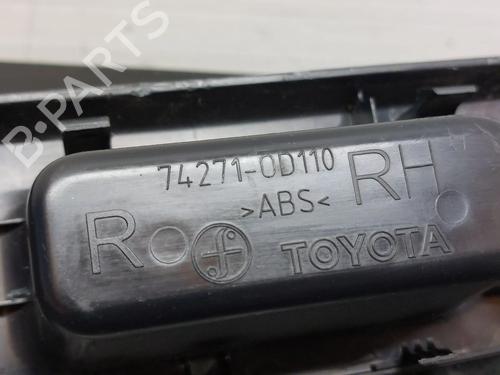 B-PARTS
74271-0D110
>ABS<
RH
R
TOYOTA